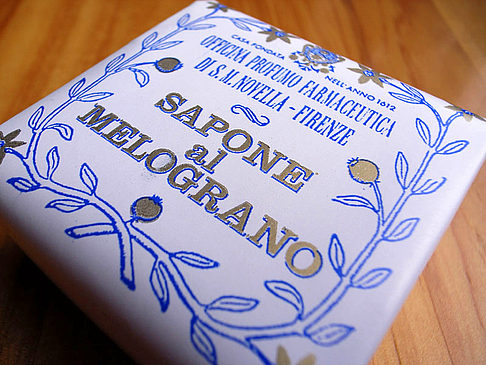 CASA FONDATA NELL'ANNO 1612
OFFICINA PROFUMO FARMACEUTICA
DI S. M. NOVELLA - FIRENZE
SAPONE
al
MELOGRANO